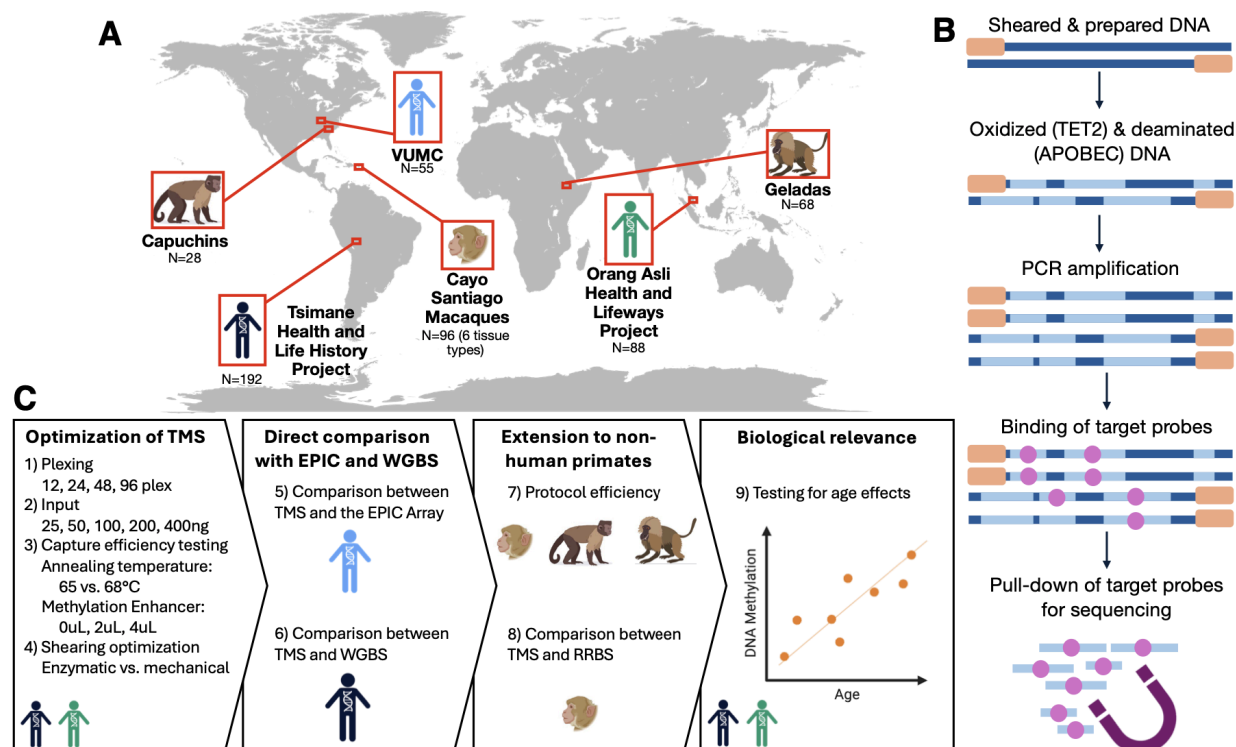 A
VUMC
N=55
Capuchins
N=28
Geladas
N=68
Cayo
Santiago
Macaques
N=96 (6 tissue
types)
Orang Asli
Health and
Lifeways
Project
N=88
Tsimane
Health and
Life History
Project
N=192
B
Sheared & prepared DNA
Oxidized (TET2) & deaminated
(APOBEC) DNA
PCR amplification
Binding of target probes
Pull-down of target probes
for sequencing
C
Optimization of TMS
1) Plexing
12, 24, 48, 96 plex
2) Input
25, 50, 100, 200, 400ng
3) Capture efficiency testing
Annealing temperature:
65 vs. 68°C
Methylation Enhancer:
0uL, 2uL, 4uL
4) Shearing optimization
Enzymatic vs. mechanical
Direct comparison
with EPIC and WGBS
5) Comparison between
TMS and the EPIC Array
6) Comparison between
TMS and WGBS
Extension to non-
human primates
7) Protocol efficiency
8) Comparison between
TMS and RRBS
Biological relevance
9) Testing for age effects
DNA Methylation
Age